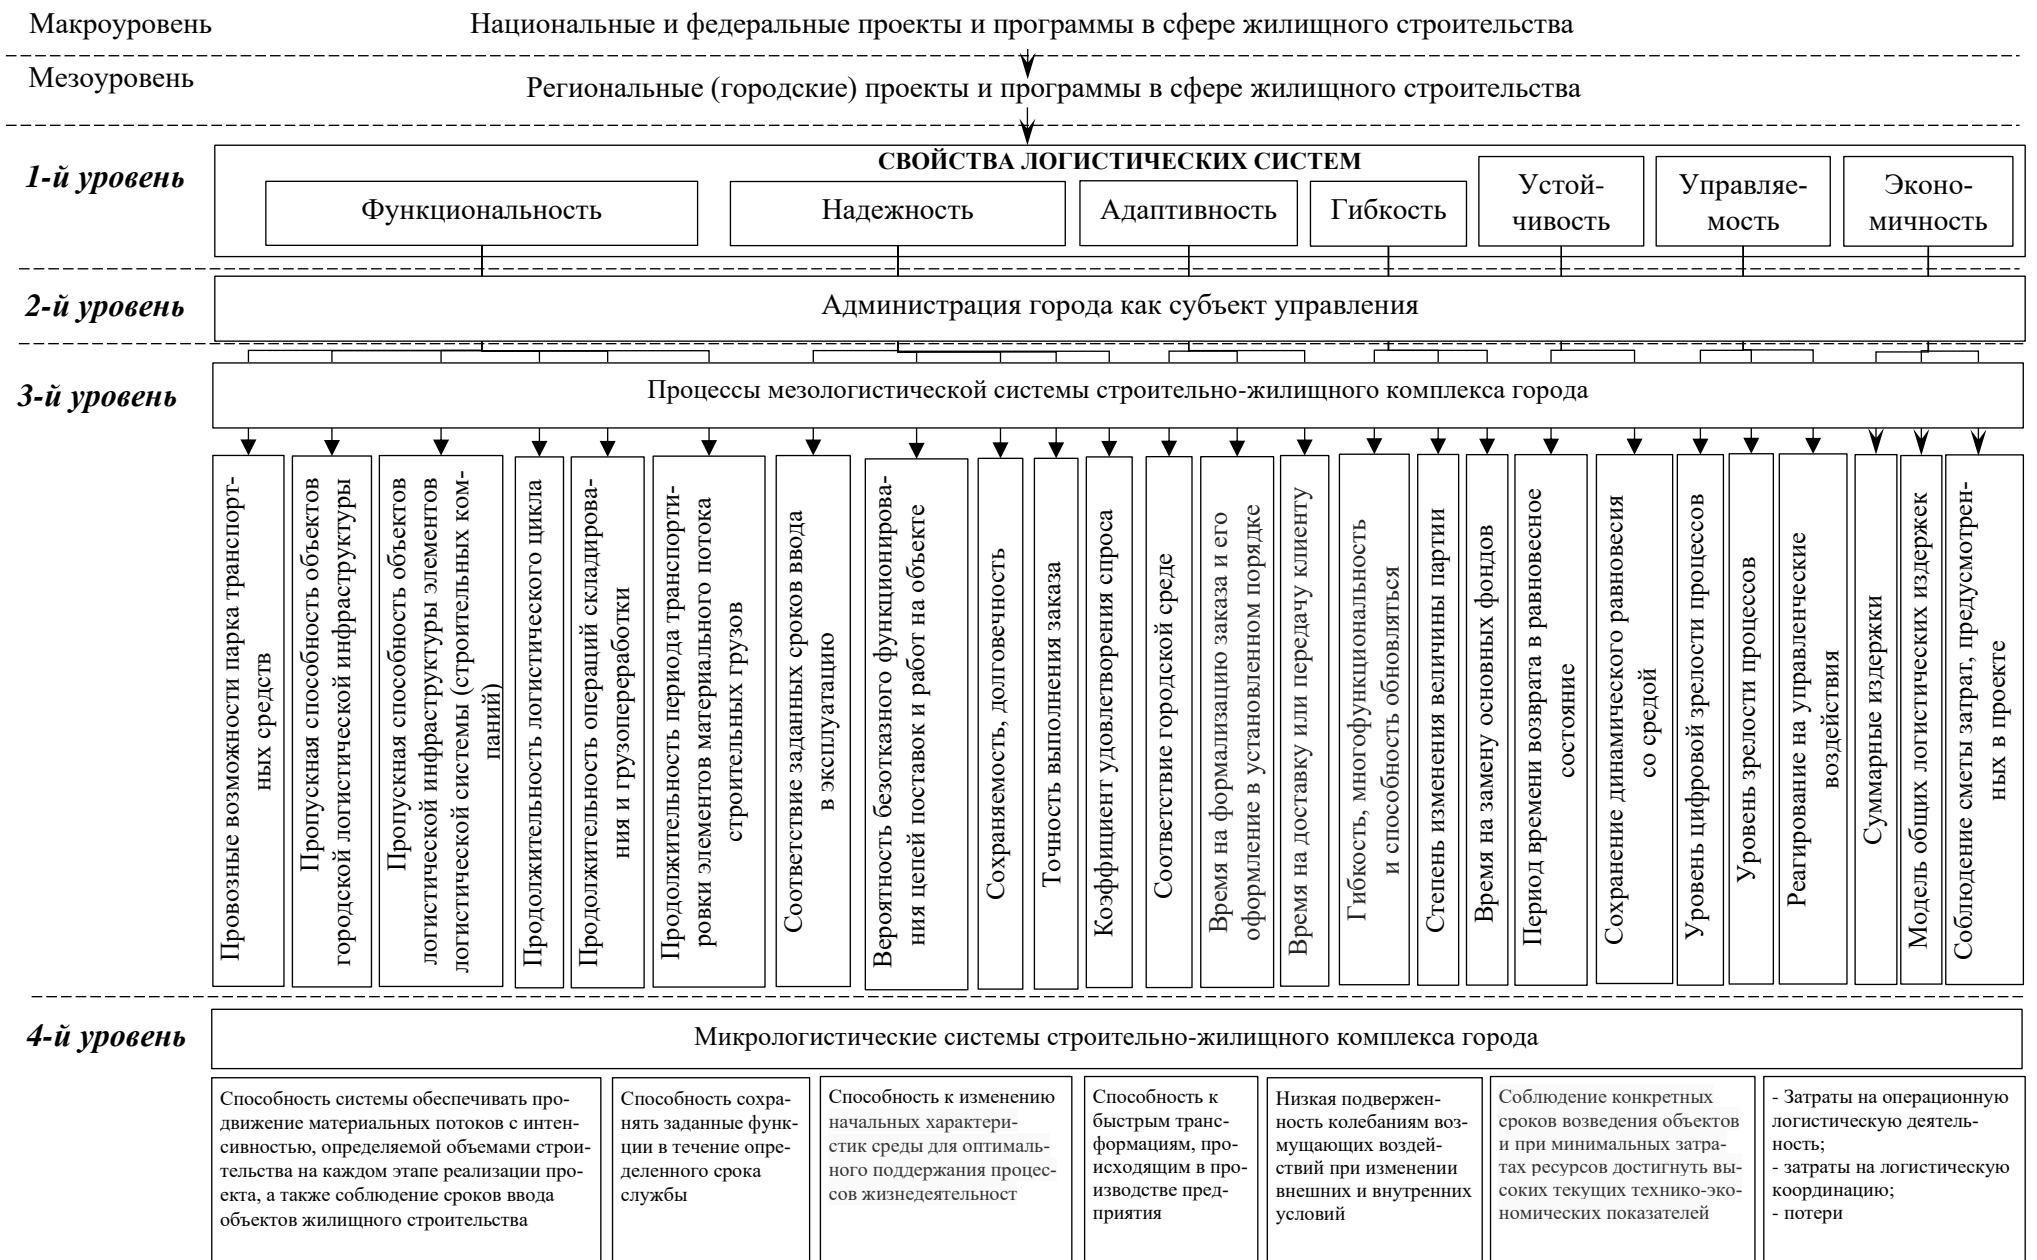 Макроуровень
Национальные и федеральные проекты и программы в сфере жилищного строительства
Мезоуровень
Региональные (городские) проекты и программы в сфере жилищного строительства
1-й уровень
СВОЙСТВА ЛОГИСТИЧЕСКИХ СИСТЕМ
Функциональность
Надежность
Адаптивность
Гибкость
Устой-
чивость
Управляе-
мость
Эконо-
мичность
2-й уровень
Администрация города как субъект управления
3-й уровень
Процессы мезологистической системы строительно-жилищного комплекса города
Провозные возможности парка транспорт-
ных средств
Пропускная способность объектов
городской логистической инфраструктуры
Пропускная способность объектов
логистической инфраструктуры элементов
логистической системы (строительных ком-
паний)
Продолжительность логистического цикла
Продолжительность операций складирова-
ния и грузопереработки
Продолжительность периода транспорти-
ровки элементов материального потока
строительных грузов
Соответствие заданных сроков ввода
в эксплуатацию
Вероятность безотказного функционирова-
ния цепей поставок и работ на объекте
Сохраняемость, долговечность
Точность выполнения заказа
Коэффициент удовлетворения спроса
Соответствие городской среде
Время на формализацию заказа и его
оформление в установленном порядке
Время на доставку или передачу клиенту
Гибкость, многофункциональность
и способность обновляться
Степень изменения величины партии
Время на замену основных фондов
Период времени возврата в равновесное
состояние
Сохранение динамического равновесия
со средой
Уровень цифровой зрелости процессов
Уровень зрелости процессов
Реагирование на управленческие
воздействия
Суммарные издержки
Модель общих логистических издержек
Соблюдение сметы затрат, предусмотрен-
ных в проекте
4-й уровень
Микрологистические системы строительно-жилищного комплекса города
Способность системы обеспечивать про-
движение материальных потоков с интен-
сивностью, определяемой объемами строи-
тельства на каждом этапе реализации про-
екта, а также соблюдение сроков ввода
объектов жилищного строительства
Способность сохра-
нять заданные функ-
ции в течение опре-
деленного срока
службы
Способность к изменению
начальных характери-
стик среды для оптималь-
ного поддержания процес-
сов жизнедеятельност
Способность к
быстрым транс-
формациям, про-
исходящим в про-
изводстве пред-
приятия
Низкая подвержен-
ность колебаниям воз-
мущающих воздей-
ствий при изменении
внешних и внутренних
условий
Соблюдение конкретных
сроков возведения объектов
и при минимальных затра-
тах ресурсов достигнуть вы-
соких текущих технико-эко-
номических показателей
- Затраты на операционную
логистическую деятель-
ность;
- затраты на логистическую
координацию;
- потери